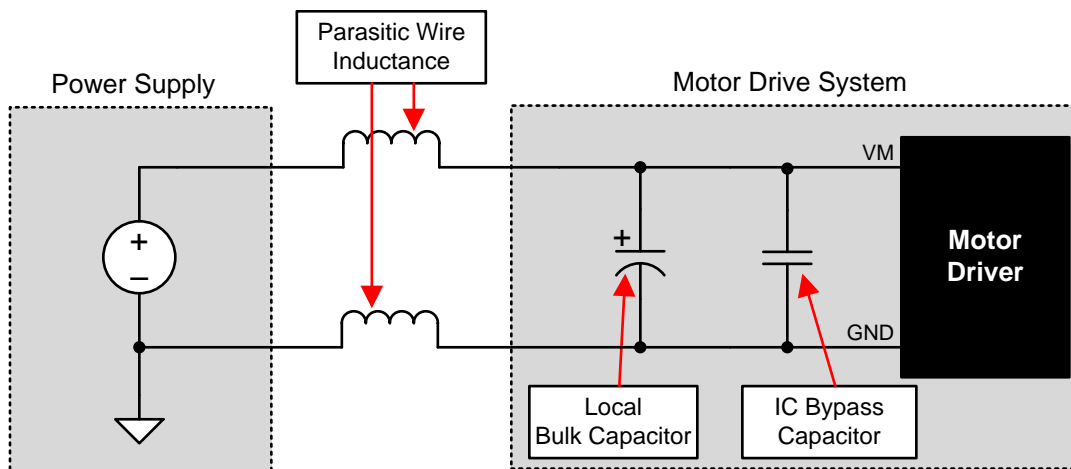 Parasitic Wire
Inductance
Power Supply
Motor Drive System
VM
+
–
+
Motor
Driver
GND
Local
Bulk Capacitor
IC Bypass
Capacitor